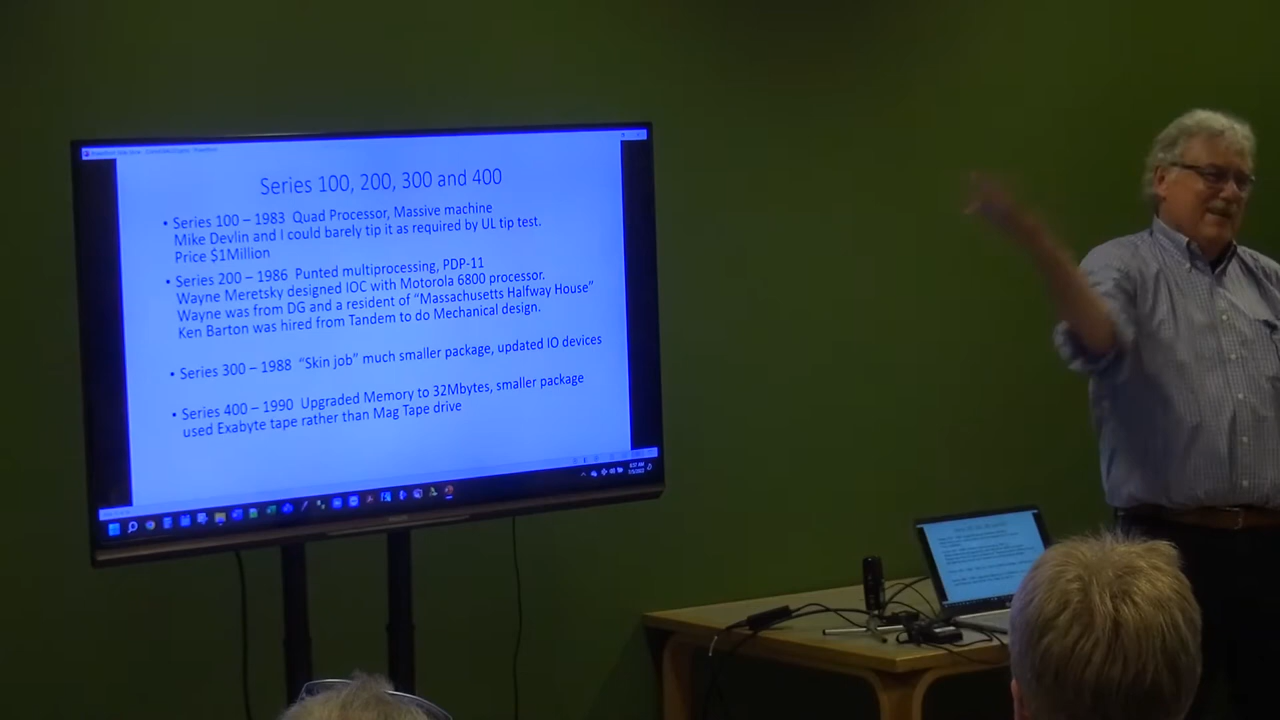 Series 100, 200, 300 and 400
• Series 100 – 1983 Quad Processor, Massive machine
Mike Devlin and I could barely tip it as required by UL tip test.
Price $1Million
• Series 200 – 1986 Punted multiprocessing, PDP-11
Wayne Meretsky designed IOC with Motorola 6800 processor.
Wayne was from DG and a resident of "Massachusetts Halfway House"
Ken Barton was hired from Tandem to do Mechanical design.
• Series 300 – 1988 "Skin job" much smaller package, updated IO devices
• Series 400 – 1990 Upgraded Memory to 32Mbytes, smaller package
used Exabyte tape rather than Mag Tape drive